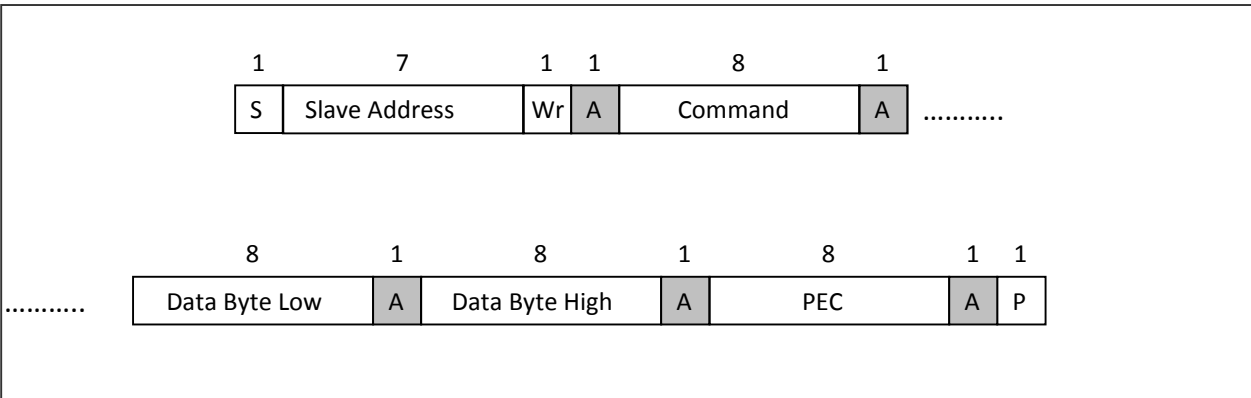 1 7 1 1 8 1
S Slave Address Wr A Command A ………..
8 1 8 1 8 1 1
……….. Data Byte Low A Data Byte High A PEC A P